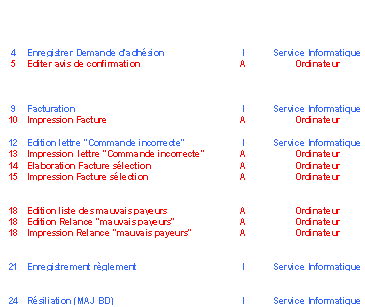 4 Enregistrer Demande d'adhésion I Service Informatique
5 Editer avis de confirmation A Ordinateur
9 Facturation I Service Informatique
10 Impression Facture A Ordinateur
12 Edition lettre "Commande incorrecte" I Service Informatique
13 Impression lettre "Commande incorrecte" A Ordinateur
14 Elaboration Facture sélection A Ordinateur
15 Impression Facture sélection A Ordinateur
18 Edition liste des mauvais payeurs A Ordinateur
18 Edition Relance "mauvais payeurs" A Ordinateur
18 Impression Relance "mauvais payeurs" A Ordinateur
21 Enregistrement règlement I Service Informatique
24 Résiliation (MAJ BD) I Service Informatique